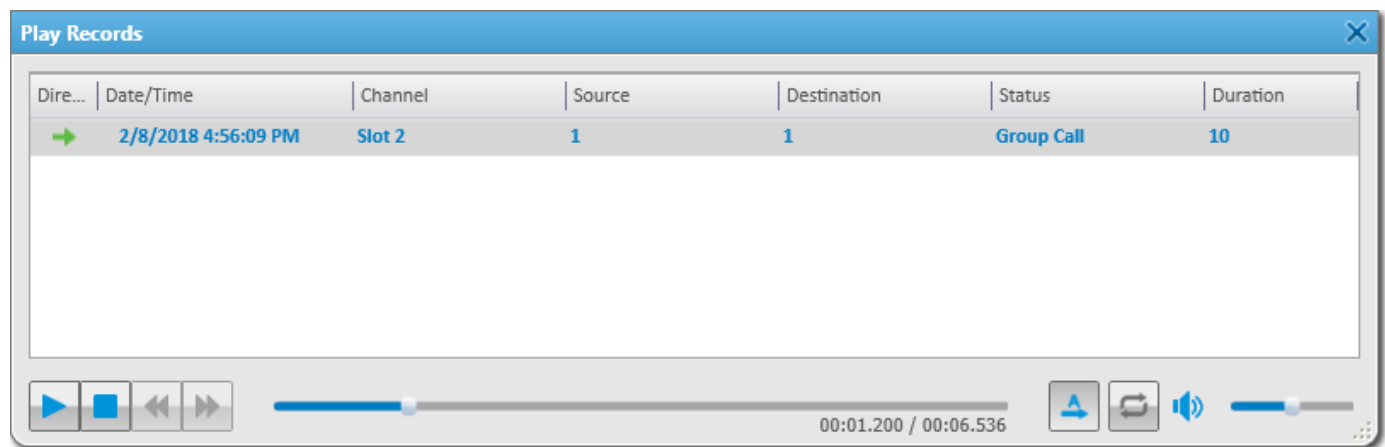 Play Records
Dire... Date/Time Channel Source Destination Status Duration
2/8/2018 4:56:09 PM Slot 2 1 1 Group Call 10
00:01.200 / 00:06.536
A